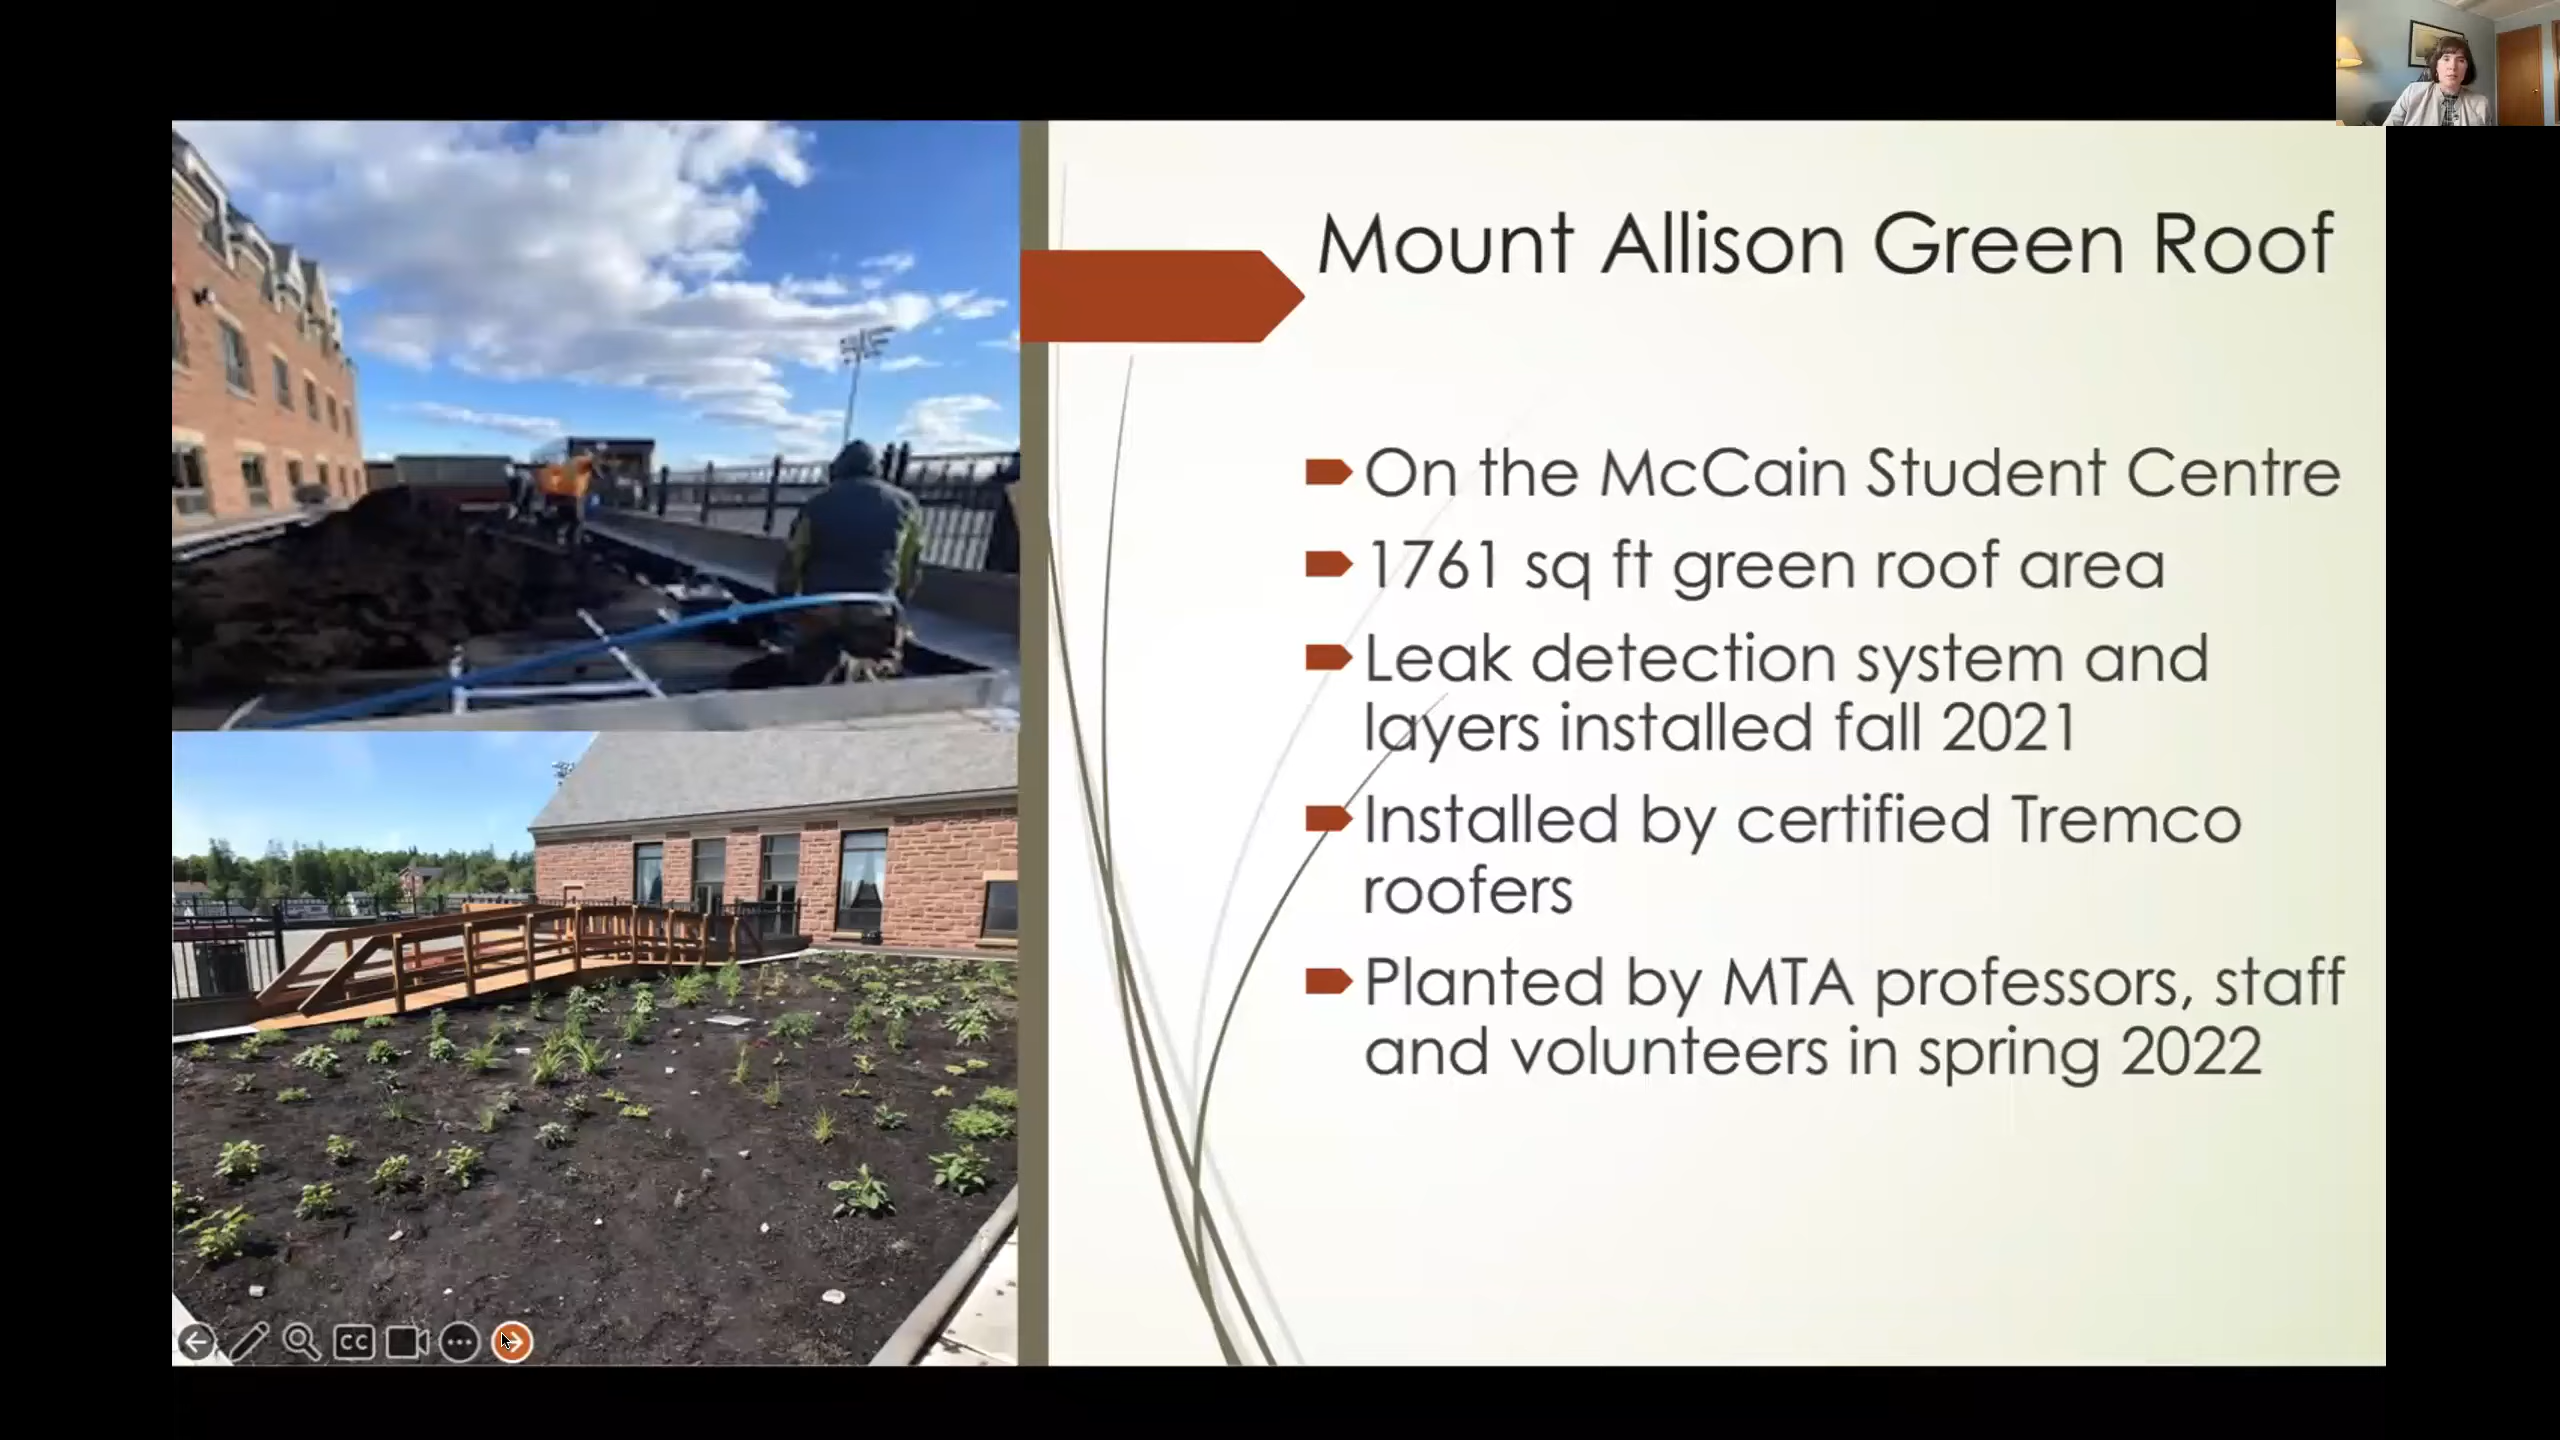 Mount Allison Green Roof
On the McCain Student Centre
1761 sq ft green roof area
Leak detection system and
layers installed fall 2021
Installed by certified Tremco
roofers
Planted by MTA professors, staff
and volunteers in spring 2022
CC